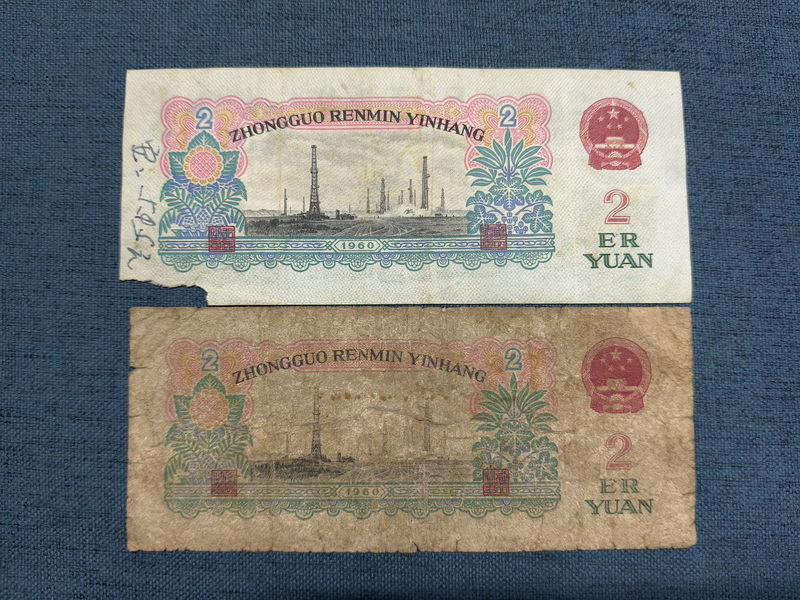 2 2
ZHONGGUO RENMIN YINHANG
2
ER
YUAN
1960
2 2
ZHONGGUO RENMIN YINHANG
2
ER
YUAN
1960